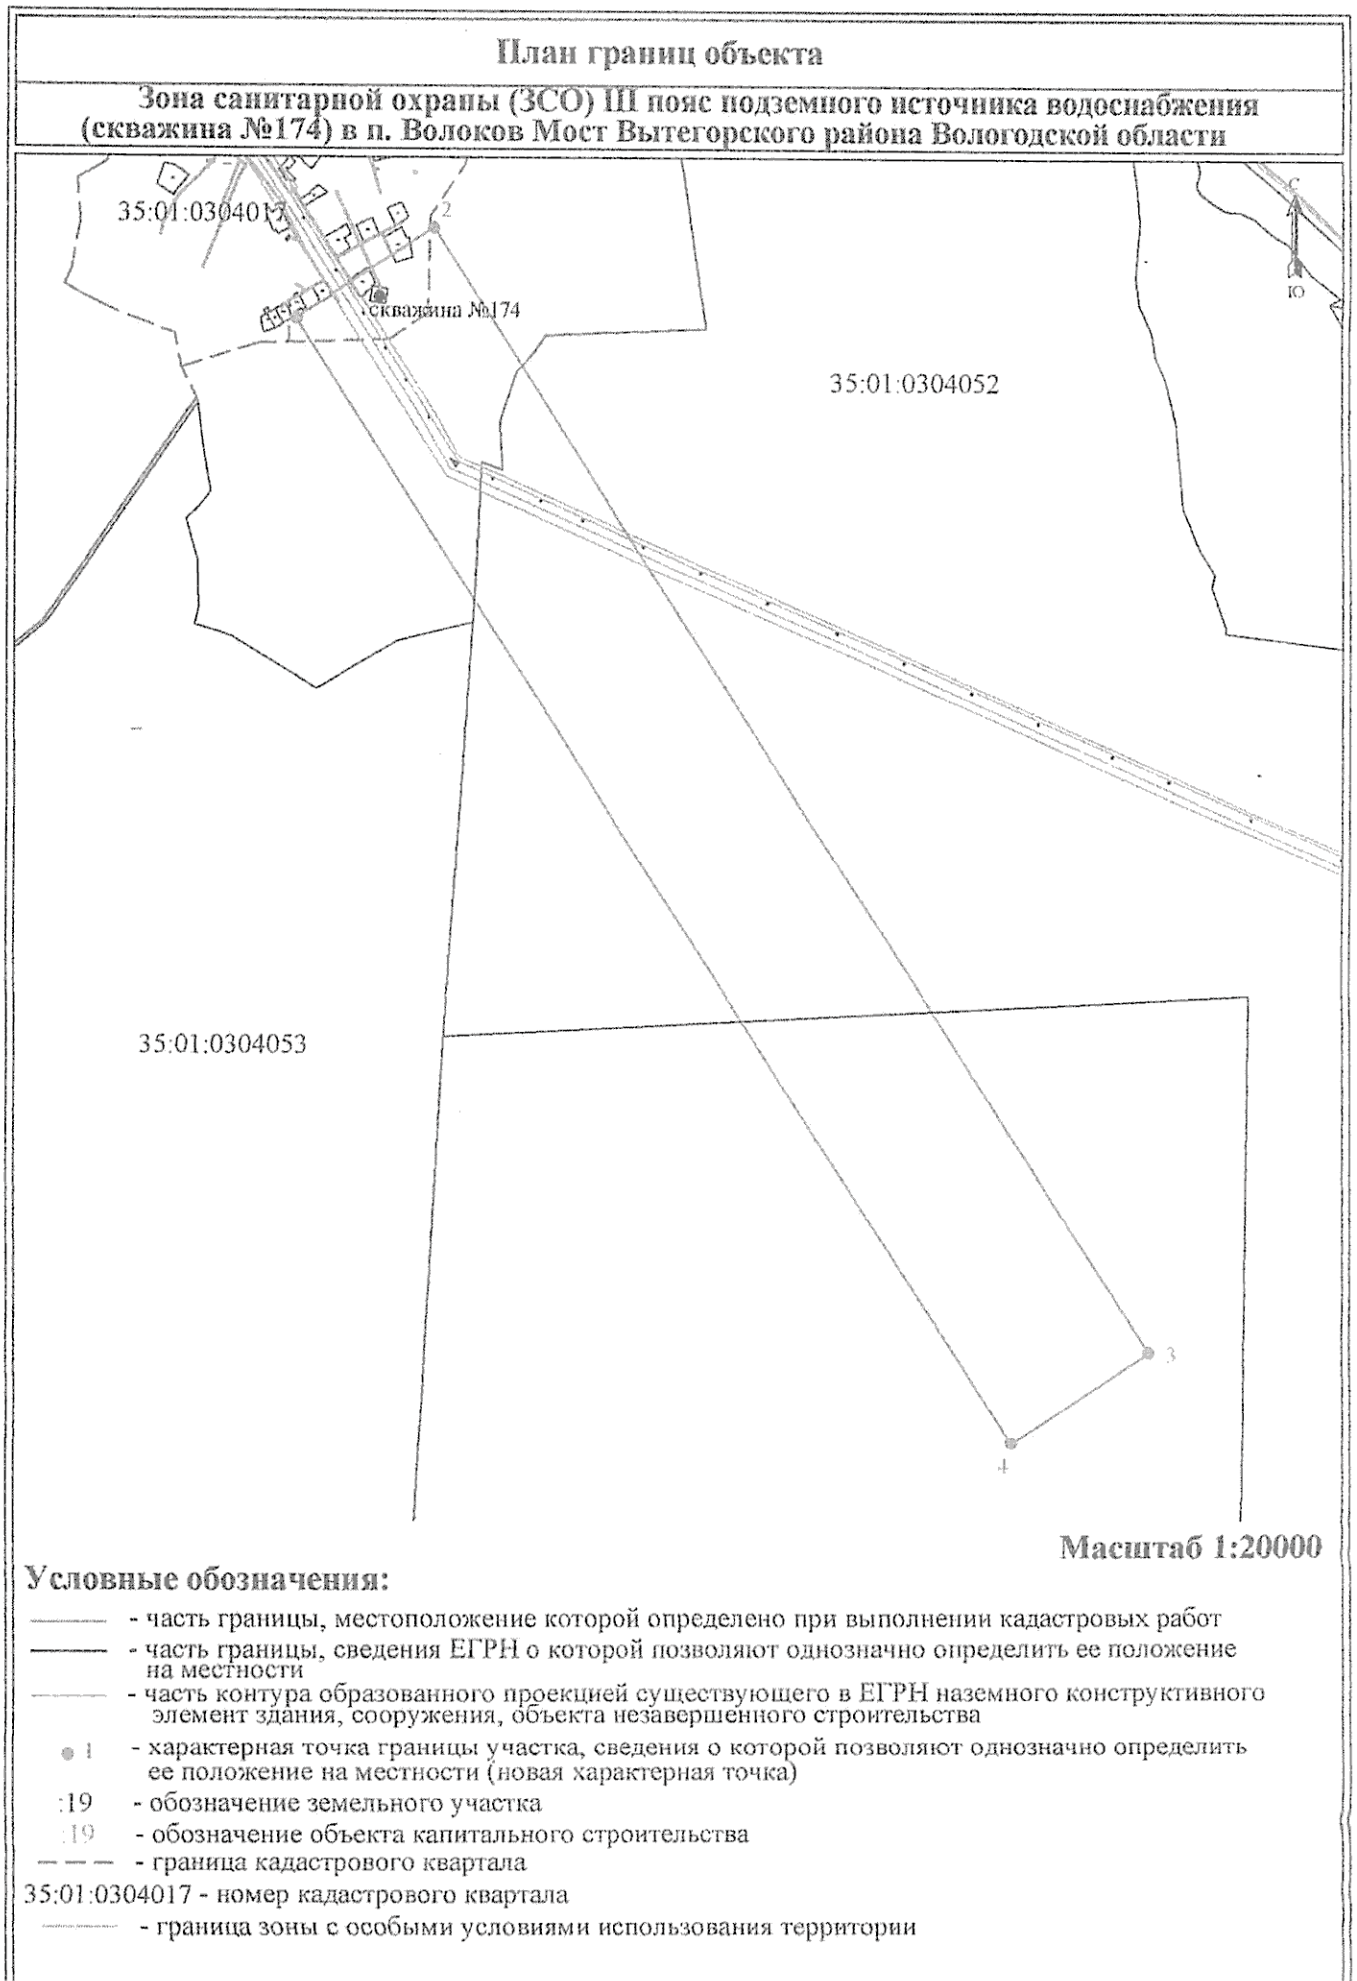 План границ объекта
Зона санитарной охраны (ЗСО) III пояс подземного источника водоснабжения
(скважина №174) в п. Волоков Мост Вытегорского района Вологодской области
35:01:0304017
2
С
Ю
скважина №174
35:01:0304052
35:01:0304053
3
4
Масштаб 1:20000
Условные обозначения:
- часть границы, местоположение которой определено при выполнении кадастровых работ
- часть границы, сведения ЕГРН о которой позволяют однозначно определить ее положение
на местности
- часть контура образованного проекцией существующего в ЕГРН наземного конструктивного
элемент здания, сооружения, объекта незавершенного строительства
1 - характерная точка границы участка, сведения о которой позволяют однозначно определить
ее положение на местности (новая характерная точка)
:19 - обозначение земельного участка
:19 - обозначение объекта капитального строительства
- граница кадастрового квартала
35:01:0304017 - номер кадастрового квартала
- граница зоны с особыми условиями использования территории